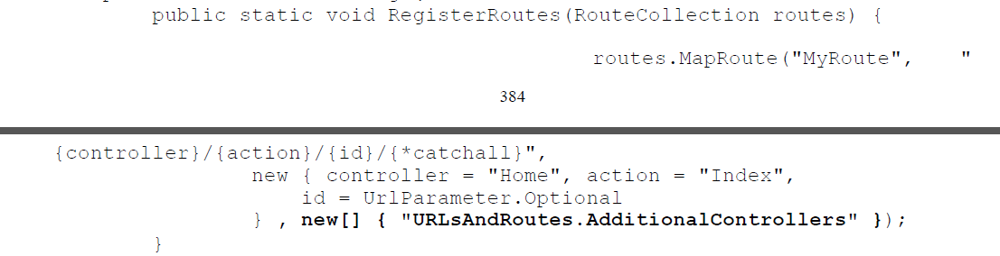 public static void RegisterRoutes(RouteCollection routes) {
routes.MapRoute("MyRoute", "
384
{controller}/{action}/{id}/{*catchall}",
new { controller = "Home", action = "Index",
id = UrlParameter.Optional
} , new[] { "URLsAndRoutes.AdditionalControllers" });
}